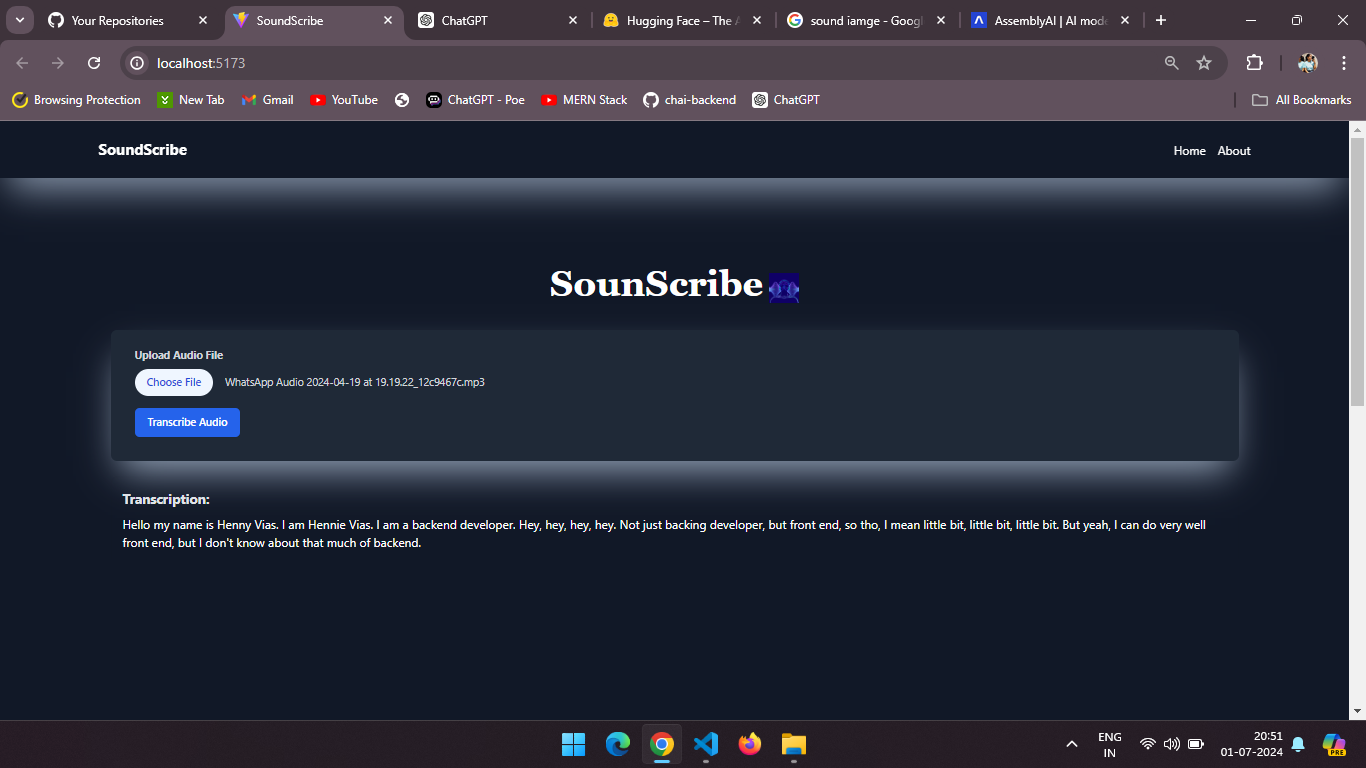 Your Repositories
SoundScribe
ChatGPT
Hugging Face – The A
sound iamge - Googl
AssemblyAI | AI mode
localhost:5173
Browsing Protection
New Tab
Gmail
YouTube
ChatGPT - Poe
MERN Stack
chai-backend
ChatGPT
All Bookmarks
SoundScribe
Home
About
SounScribe
Upload Audio File
Choose File WhatsApp Audio 2024-04-19 at 19.19.22_12c9467c.mp3
Transcribe Audio
Transcription:
Hello my name is Henny Vias. I am Hennie Vias. I am a backend developer. Hey, hey, hey, hey. Not just backing developer, but front end, so tho, I mean little bit, little bit, little bit. But yeah, I can do very well
front end, but I don't know about that much of backend.
ENG
IN
20:51
01-07-2024
PRE